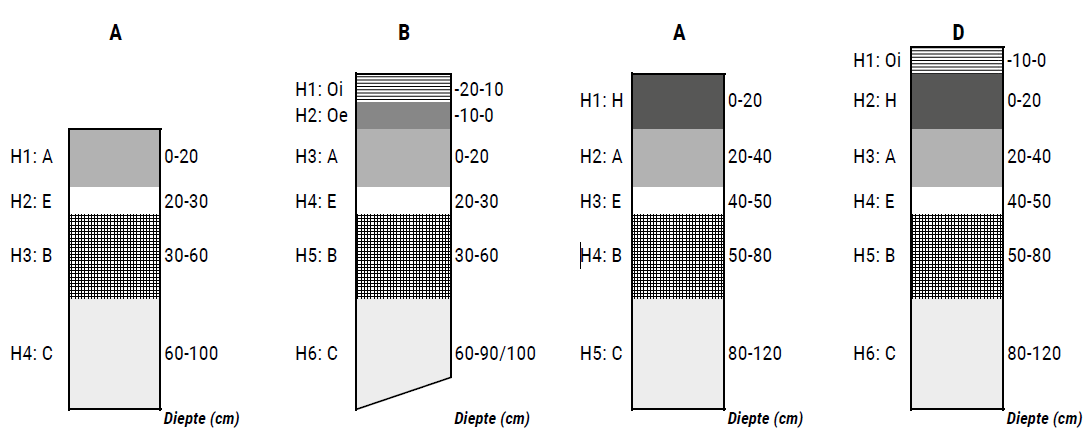 A
H1: A 0-20
H2: E 20-30
H3: B 30-60
H4: C 60-100
Diepte (cm)
B
H1: Oi -20-10
H2: Oe -10-0
H3: A 0-20
H4: E 20-30
H5: B 30-60
H6: C 60-90/100
Diepte (cm)
A
H1: H 0-20
H2: A 20-40
H3: E 40-50
H4: B 50-80
H5: C 80-120
Diepte (cm)
D
H1: Oi -10-0
H2: H 0-20
H3: A 20-40
H4: E 40-50
H5: B 50-80
H6: C 80-120
Diepte (cm)